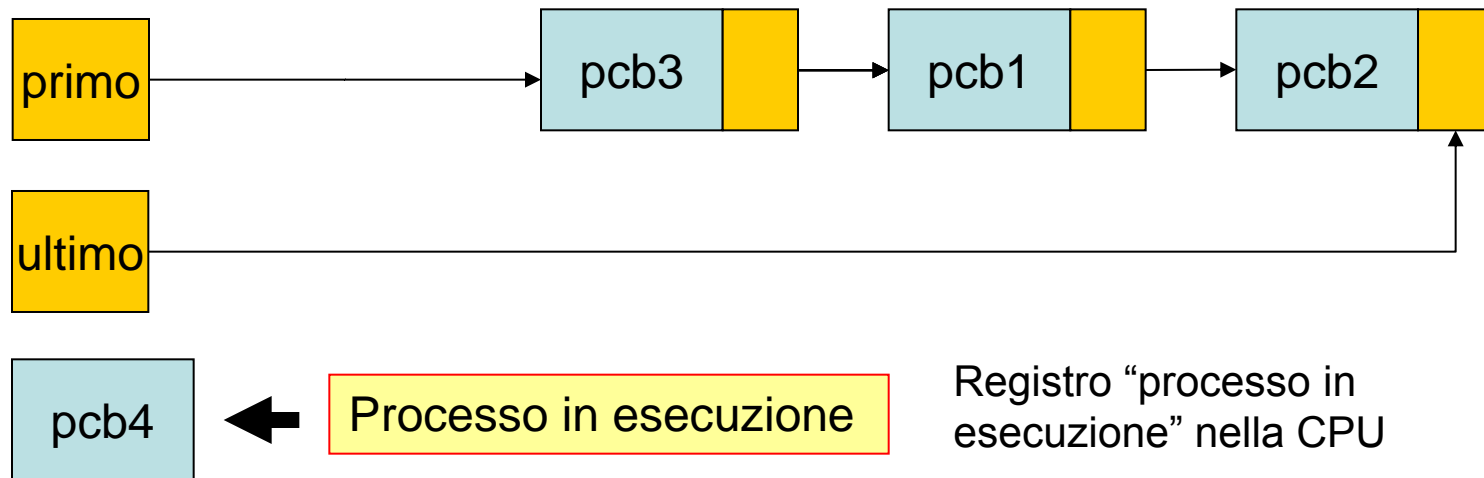 primo
pcb3
pcb1
pcb2
ultimo
pcb4
Processo in esecuzione
Registro “processo in
esecuzione” nella CPU